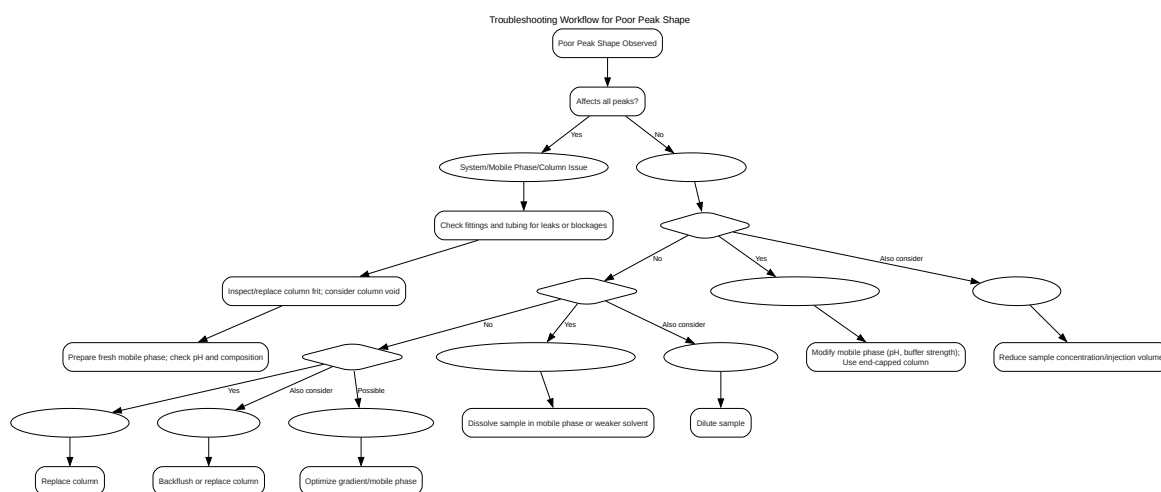 Troubleshooting Workflow for Poor Peak Shape
Poor Peak Shape Observed
Affects all peaks?
Yes
No
System/Mobile Phase/Column Issue
Check fittings and tubing for leaks or blockages
No
Yes
Also consider
Inspect/replace column frit; consider column void
No
Yes
Also consider
Prepare fresh mobile phase; check pH and composition
Modify mobile phase (pH, buffer strength);
Use end-capped column
Reduce sample concentration/injection volume
Yes
Also consider
Possible
Dissolve sample in mobile phase or weaker solvent
Dilute sample
Replace column
Backflush or replace column
Optimize gradient/mobile phase